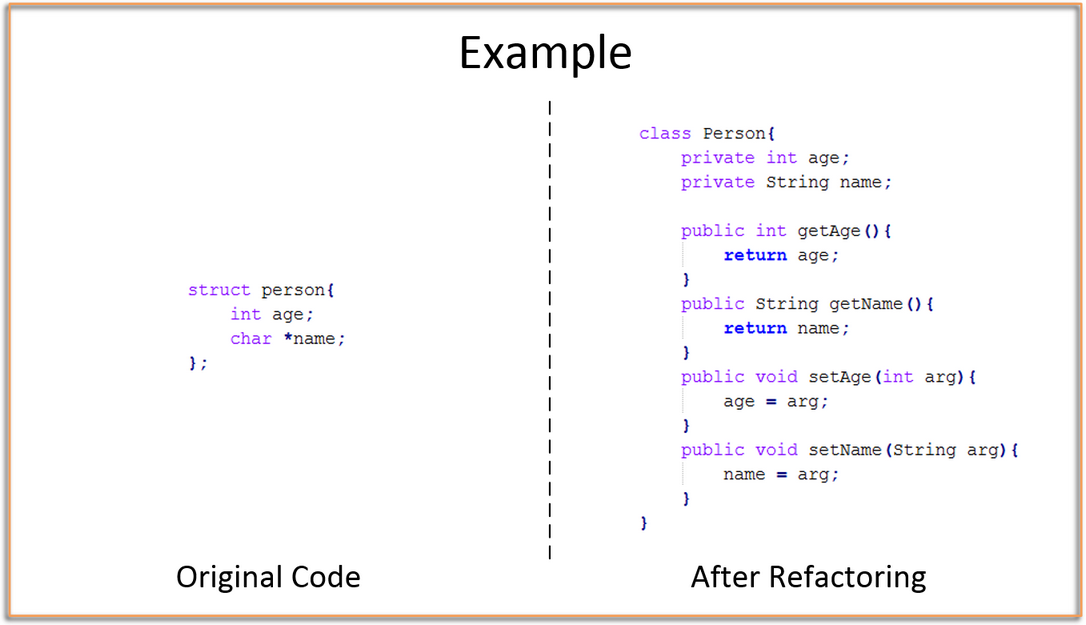 Example
struct person{
    int age;
    char *name;
};
Original Code
class Person{
    private int age;
    private String name;

    public int getAge(){
        return age;
    }
    public String getName(){
        return name;
    }
    public void setAge(int arg){
        age = arg;
    }
    public void setName(String arg){
        name = arg;
    }
}
After Refactoring